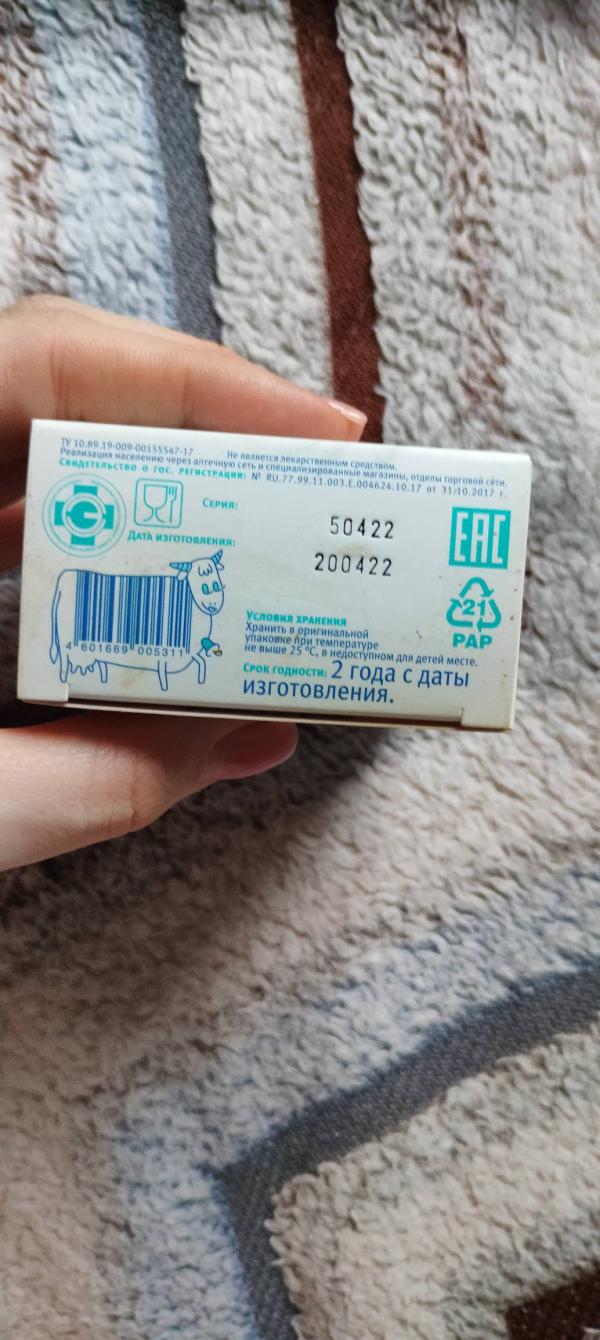 ТУ 10.89.19-009-00155547-17 Не является лекарственным средством.
Реализация населению через аптечную сеть и специализированные магазины, отделы торговой сети.
Свидетельство о гос. регистрации: № RU.77.99.11.003.Е.004624.10.17 от 31.10.2017 г.
Серия: 50422
Дата изготовления: 200422
EAC
4 601669 005311
Условия хранения
Хранить в оригинальной
упаковке при температуре
не выше 25 °С, в недоступном для детей месте.
Срок годности: 2 года с даты
изготовления.
21
PAP